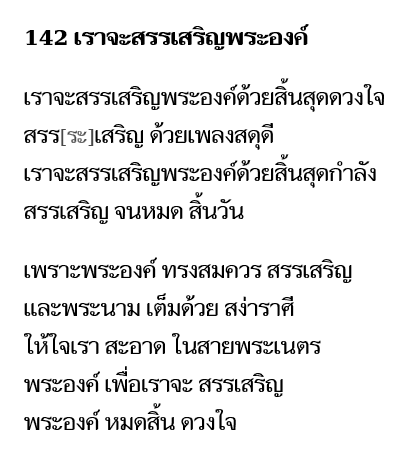 142 เราจะสรรเสริญพระองค์
เราจะสรรเสริญพระองค์ด้วยสิ้นสุดดวงใจ
สรร[ระ]เสริญ ด้วยเพลงสดุดี
เราจะสรรเสริญพระองค์ด้วยสิ้นสุดกำลัง
สรรเสริญ จนหมด สิ้นวัน
เพราะพระองค์ ทรงสมควร สรรเสริญ
และพระนาม เต็มด้วย สง่าราศี
ให้ใจเรา สะอาด ในสายพระเนตร
พระองค์ เพื่อเราจะ สรรเสริญ
พระองค์ หมดสิ้น ดวงใจ